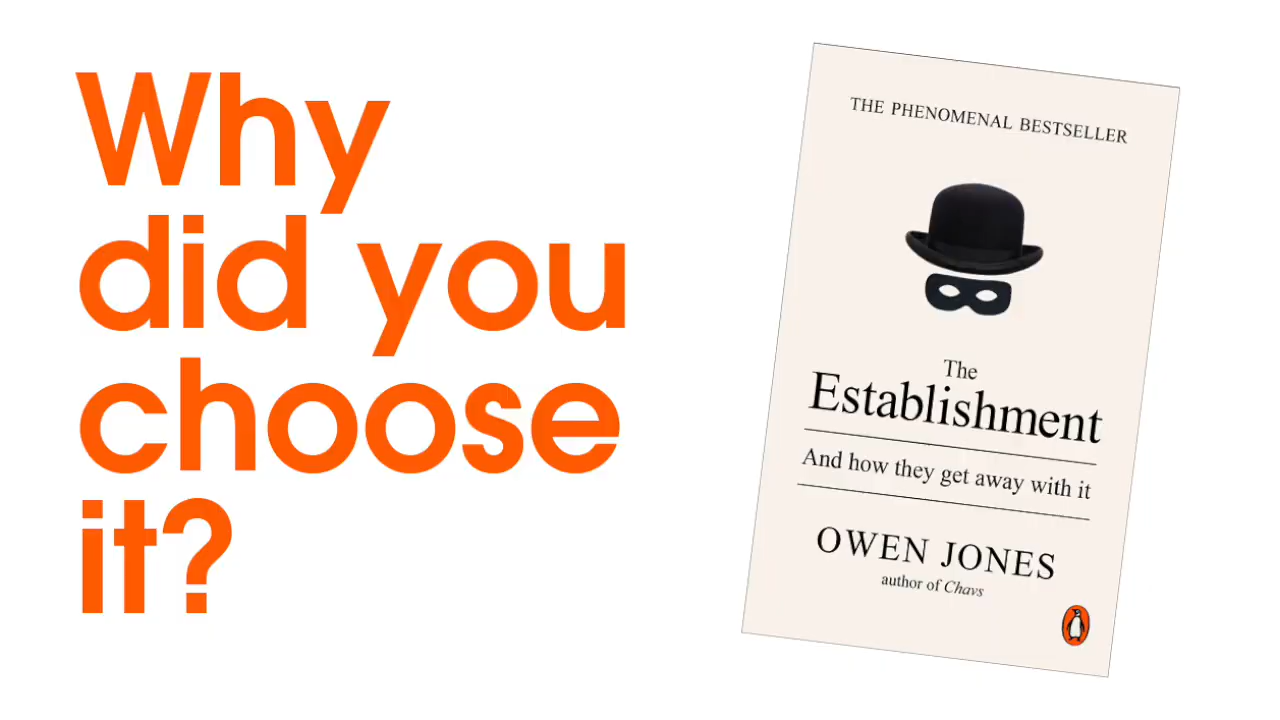 Why
did you
choose
it?
THE PHENOMENAL BESTSELLER
The
Establishment
And how they get away with it
OWEN JONES
author of Chavs